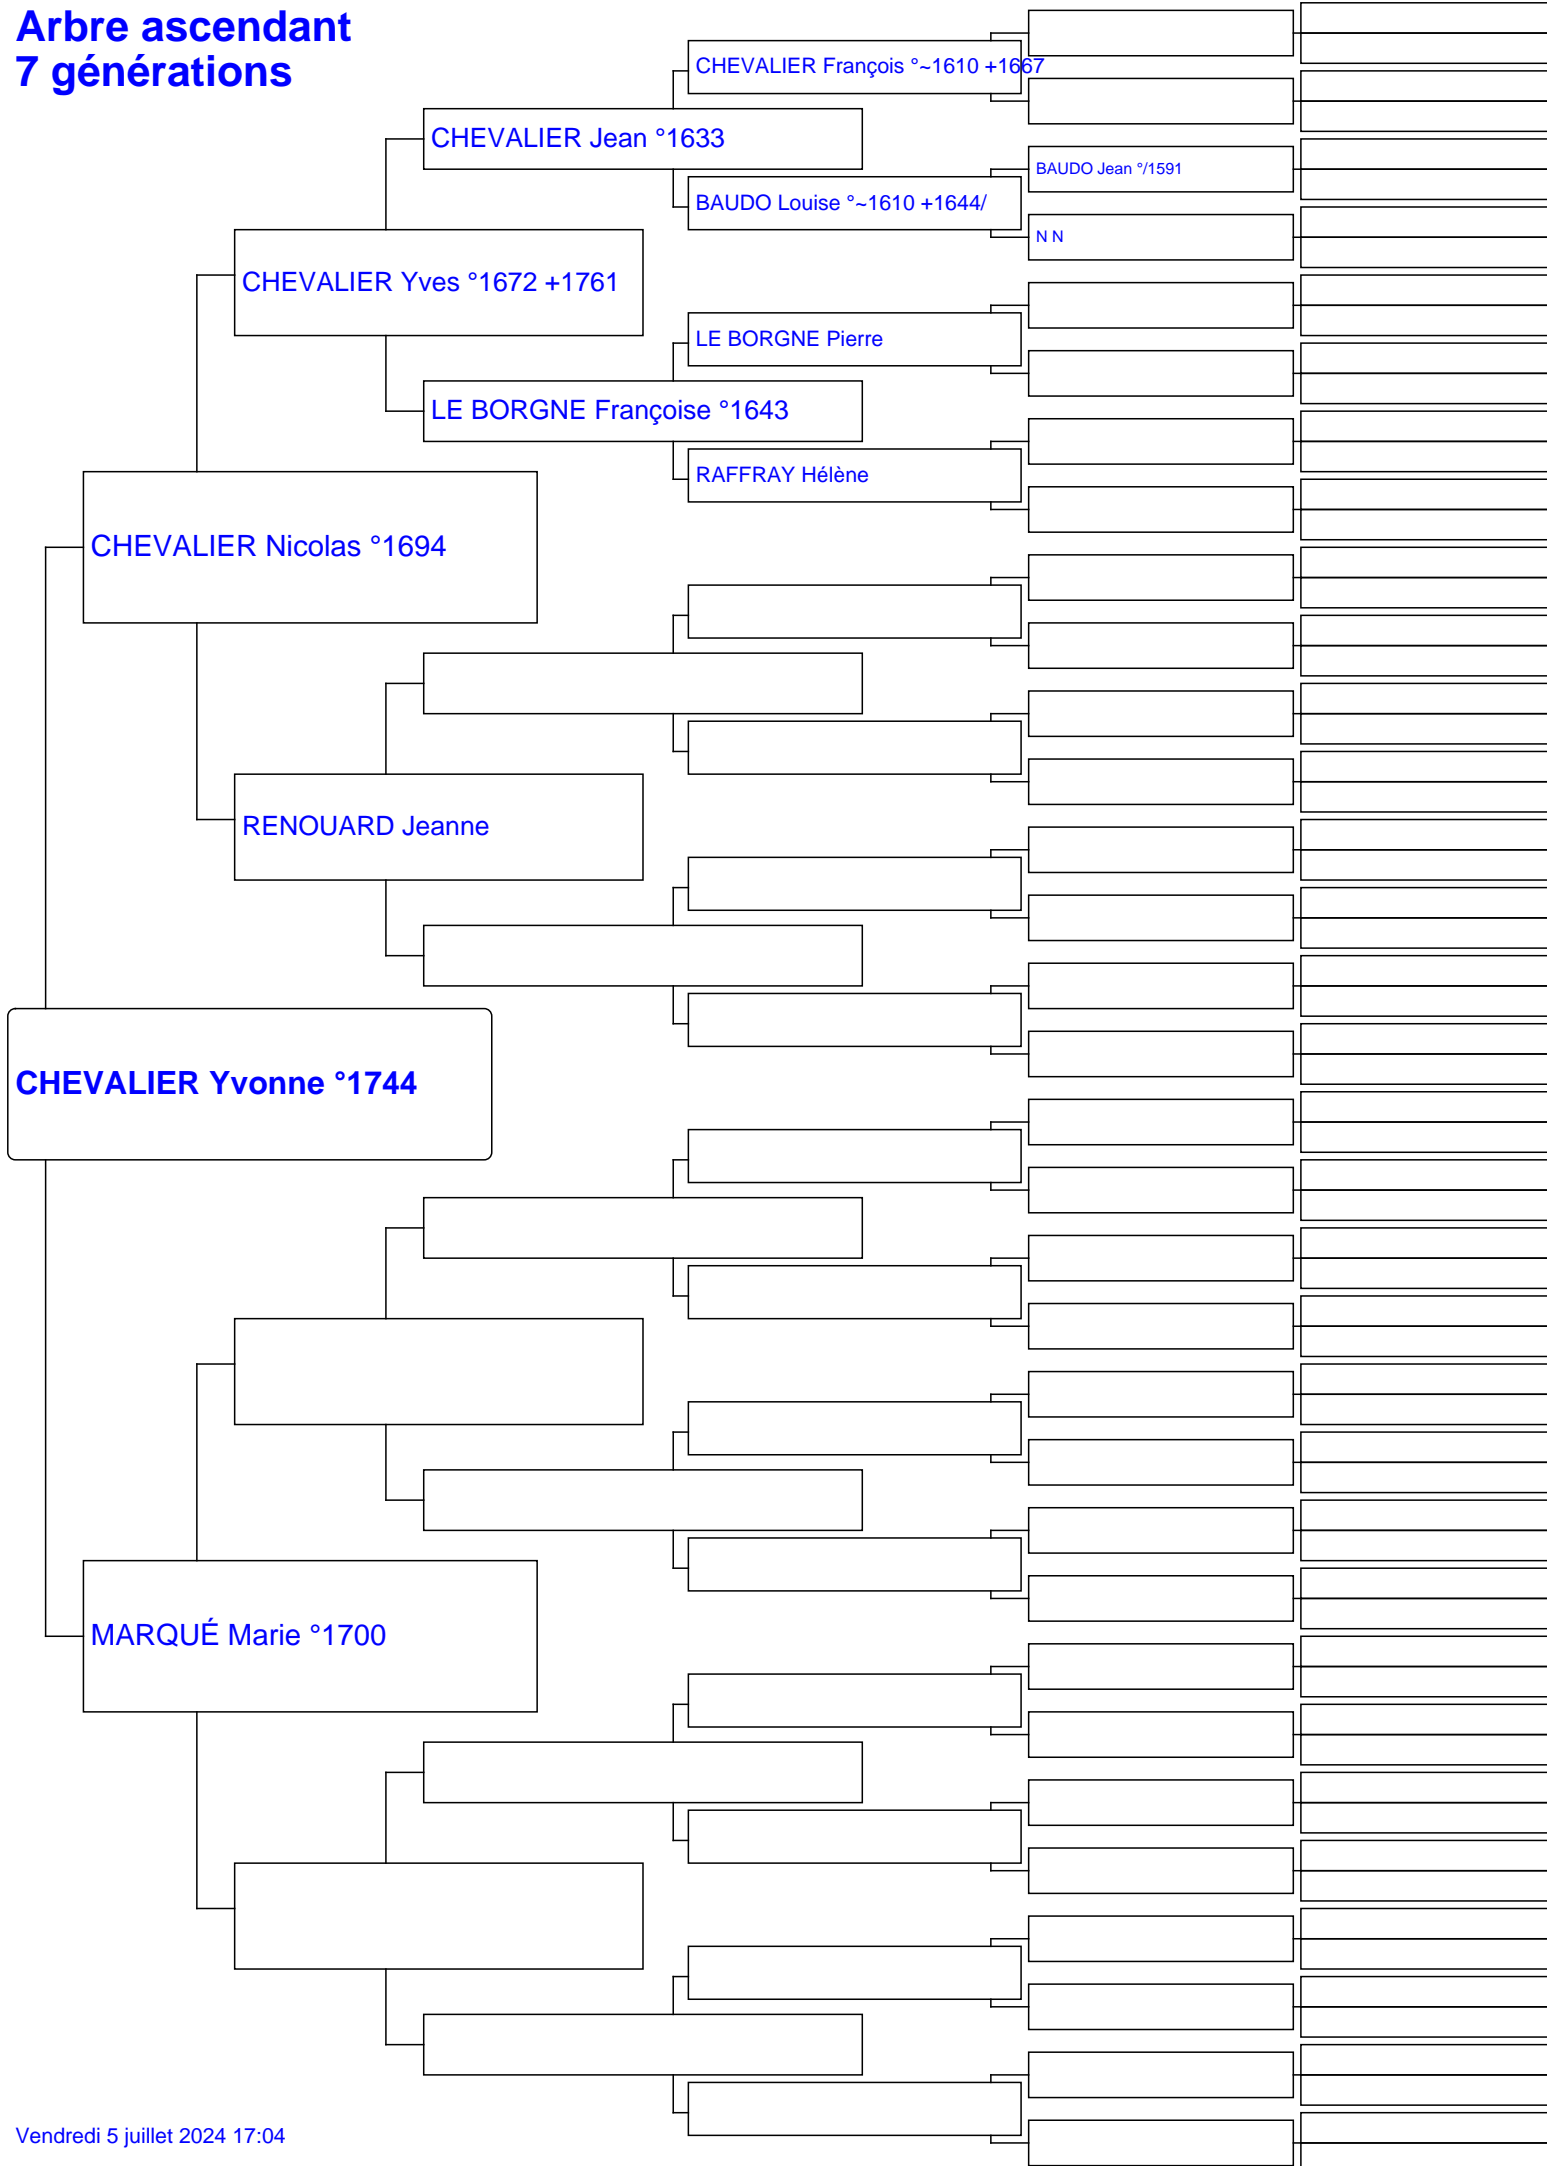 Arbre ascendant
7 générations
CHEVALIER François °~1610 +1667
CHEVALIER Jean °1633
BAUDO Jean °/1591
BAUDO Louise °~1610 +1644/
N N
CHEVALIER Yves °1672 +1761
LE BORGNE Pierre
LE BORGNE Françoise °1643
RAFFRAY Hélène
CHEVALIER Nicolas °1694
RENOUARD Jeanne
CHEVALIER Yvonne °1744
MARQUÉ Marie °1700
Vendredi 5 juillet 2024 17:04